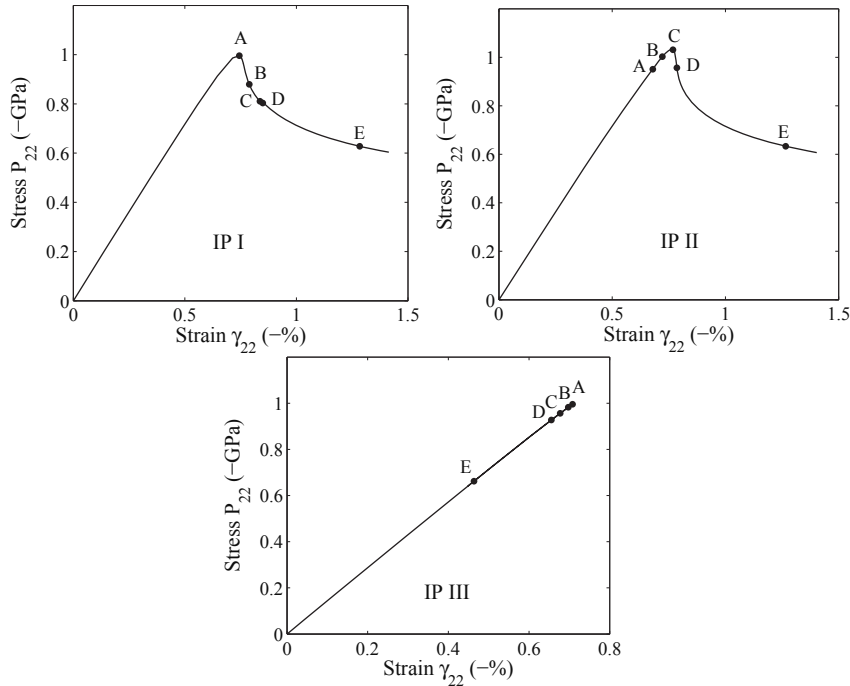 A
1
B
C
D
0.8
E
0.6
0.4
IP I
0.2
0
0
0.5
1
1.5
Stress P22 (−GPa)
Strain γ22 (−%)
C
B
A
D
1
0.8
E
0.6
0.4
IP II
0.2
0
0
0.5
1
1.5
Stress P22 (−GPa)
Strain γ22 (−%)
A
B
C
D
1
0.8
E
0.6
0.4
IP III
0.2
0
0
0.2
0.4
0.6
0.8
Stress P22 (−GPa)
Strain γ22 (−%)